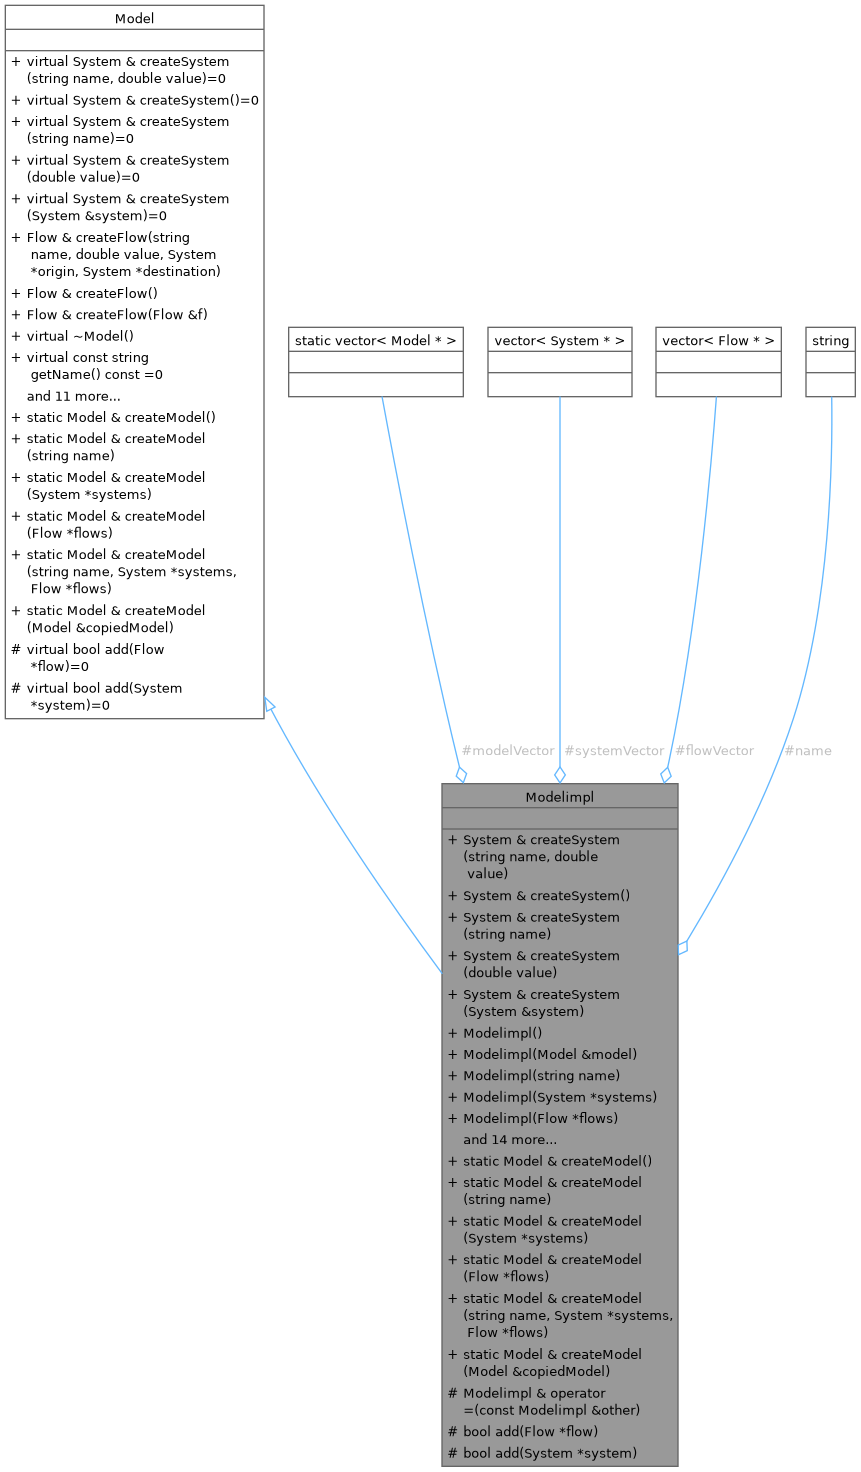 Model
+ virtual System & createSystem
(string name, double value)=0
+ virtual System & createSystem()=0
+ virtual System & createSystem
(string name)=0
+ virtual System & createSystem
(double value)=0
+ virtual System & createSystem
(System &system)=0
+ Flow & createFlow(string
name, double value, System
*origin, System *destination)
+ Flow & createFlow()
+ Flow & createFlow(Flow &f)
+ virtual ~Model()
+ virtual const string
getName() const =0
and 11 more...
+ static Model & createModel()
+ static Model & createModel
(string name)
+ static Model & createModel
(System *systems)
+ static Model & createModel
(Flow *flows)
+ static Model & createModel
(string name, System *systems,
Flow *flows)
+ static Model & createModel
(Model &copiedModel)
# virtual bool add(Flow
*flow)=0
# virtual bool add(System
*system)=0
static vector< Model * >
vector< System * >
vector< Flow * >
string
#modelVector
#systemVector
#flowVector
#name
Modelimpl
+ System & createSystem
(string name, double
value)
+ System & createSystem()
+ System & createSystem
(string name)
+ System & createSystem
(double value)
+ System & createSystem
(System &system)
+ Modelimpl()
+ Modelimpl(Model &model)
+ Modelimpl(string name)
+ Modelimpl(System *systems)
+ Modelimpl(Flow *flows)
and 14 more...
+ static Model & createModel()
+ static Model & createModel
(string name)
+ static Model & createModel
(System *systems)
+ static Model & createModel
(Flow *flows)
+ static Model & createModel
(string name, System *systems,
Flow *flows)
+ static Model & createModel
(Model &copiedModel)
# Modelimpl & operator
=(const Modelimpl &other)
# bool add(Flow *flow)
# bool add(System *system)